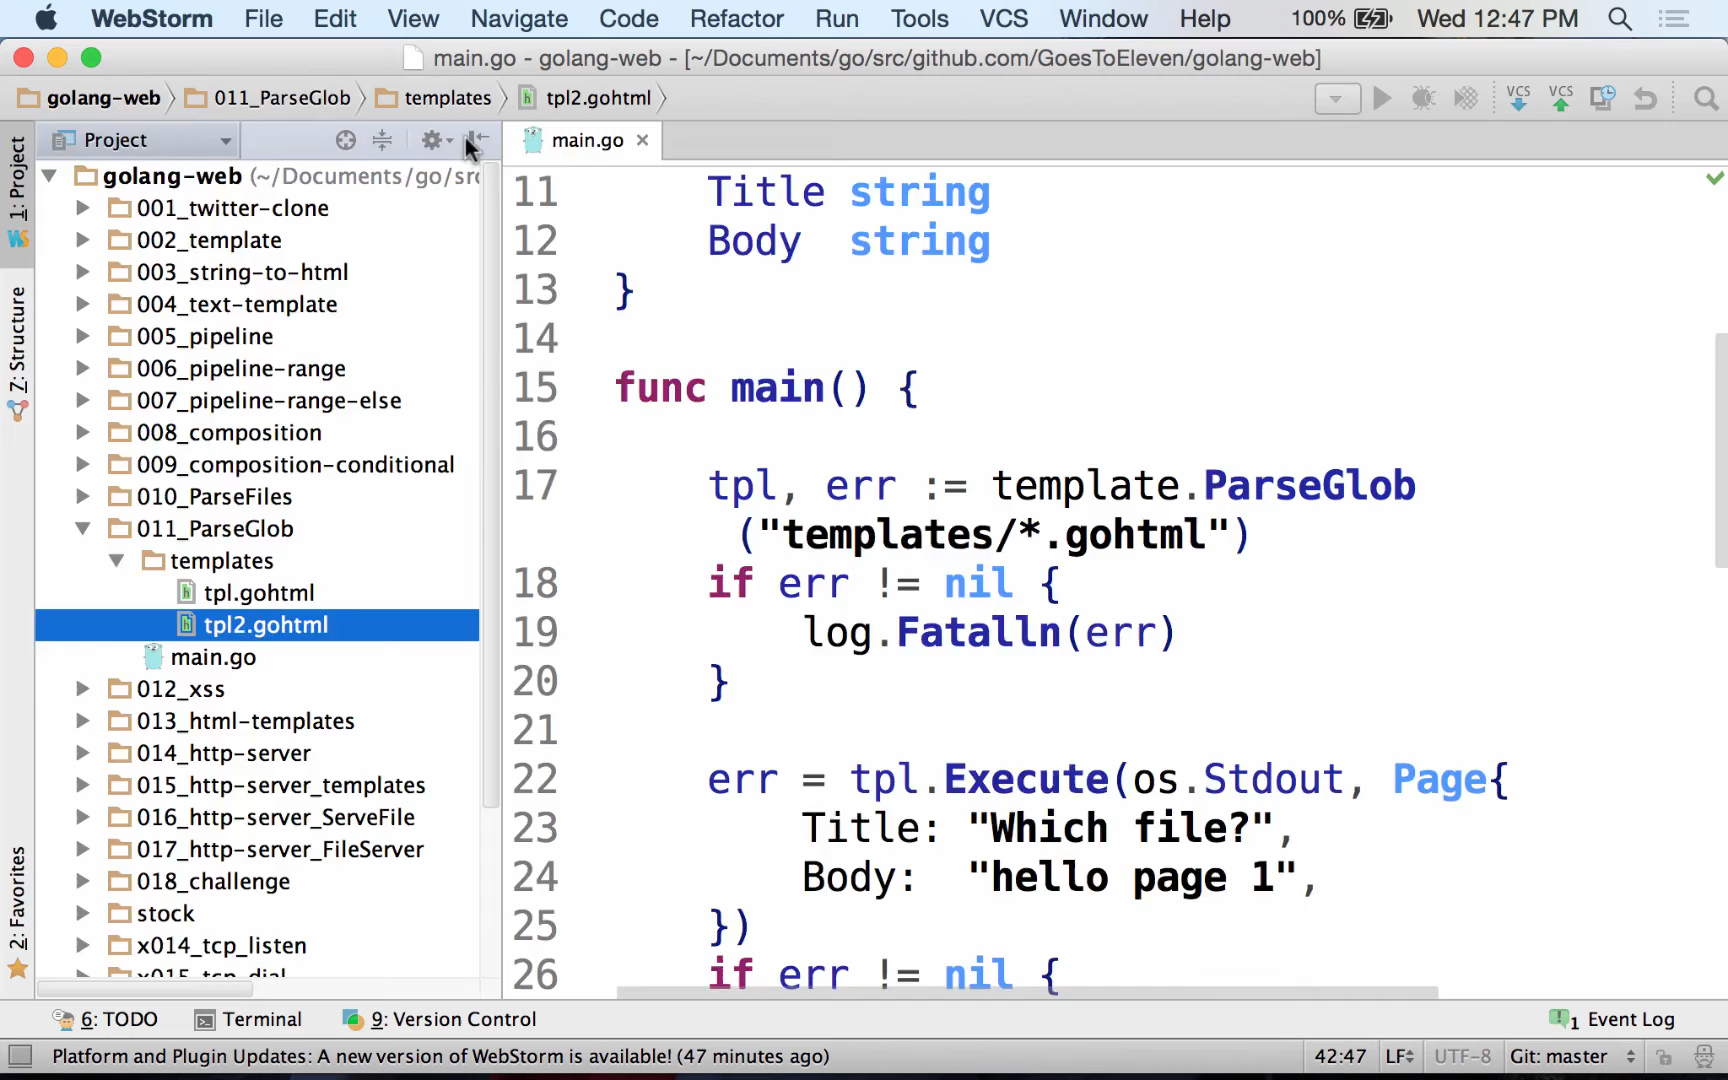 WebStorm File Edit View Navigate Code Refactor Run Tools VCS Window Help 100% Wed 12:47 PM
main.go - golang-web - [~/Documents/go/src/github.com/GoesToEleven/golang-web]
golang-web 011_ParseGlob templates tpl2.gohtml VCS VCS
Project
main.go
1: Project
7: Structure
2: Favorites
golang-web (~/Documents/go/src
001_twitter-clone
002_template
003_string-to-html
004_text-template
005_pipeline
006_pipeline-range
007_pipeline-range-else
008_composition
009_composition-conditional
010_ParseFiles
011_ParseGlob
templates
tpl.gohtml
tpl2.gohtml
main.go
012_xss
013_html-templates
014_http-server
015_http-server_templates
016_http-server_ServeFile
017_http-server_FileServer
018_challenge
stock
x014_tcp_listen
x015_tcp_dial
11 Title string
12 Body string
13 }
14
15 func main() {
16
17 tpl, err := template.ParseGlob
("templates/*.gohtml")
18 if err != nil {
19 log.Fatalln(err)
20 }
21
22 err = tpl.Execute(os.Stdout, Page{
23 Title: "Which file?",
24 Body: "hello page 1",
25 })
26 if err != nil {
6: TODO Terminal 9: Version Control 1 Event Log
Platform and Plugin Updates: A new version of WebStorm is available! (47 minutes ago) 42:47 LF UTF-8 Git: master